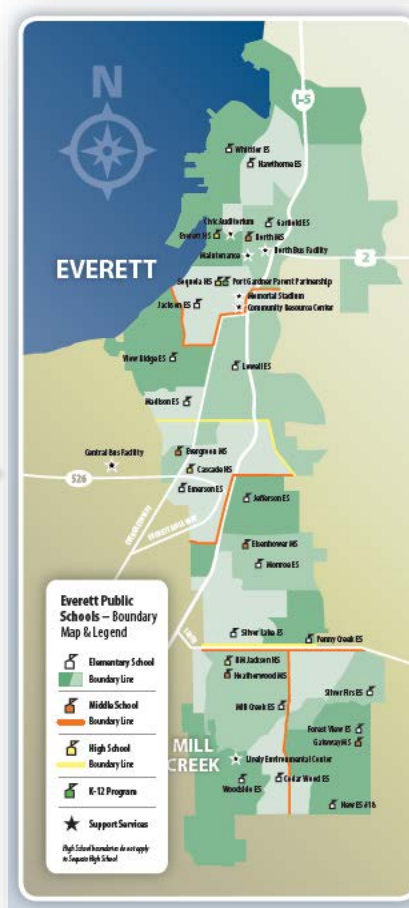 N
I-5
Whittier ES
Hawthorne ES
Civic Auditorium
Garfield ES
Everett HS
North MS
Maintenance
North Bus Facility
EVERETT
2
Sequoia HS
Port Gardner Parent Partnership
Memorial Stadium
Jackson ES
Community Resource Center
View Ridge ES
Lowell ES
Madison ES
Central Bus Facility
Evergreen MS
Cascade HS
526
Emerson ES
Jefferson ES
EVERGREEN WAY
EVERETT MALL WAY
Eisenhower MS
Monroe ES
Everett Public
Schools – Boundary
Map & Legend
Elementary School
Boundary Line
Middle School
Boundary Line
High School
Boundary Line
K-12 Program
Support Services
High School boundaries do not apply
to Sequoia High School
Silver Lake ES
Penny Creek ES
HM Jackson HS
Heatherwood MS
Silver Firs ES
Mill Creek ES
Forest View ES
Gateway MS
MILL
CREEK
Lively Environmental Center
Woodside ES
Cedar Wood ES
New ES #18